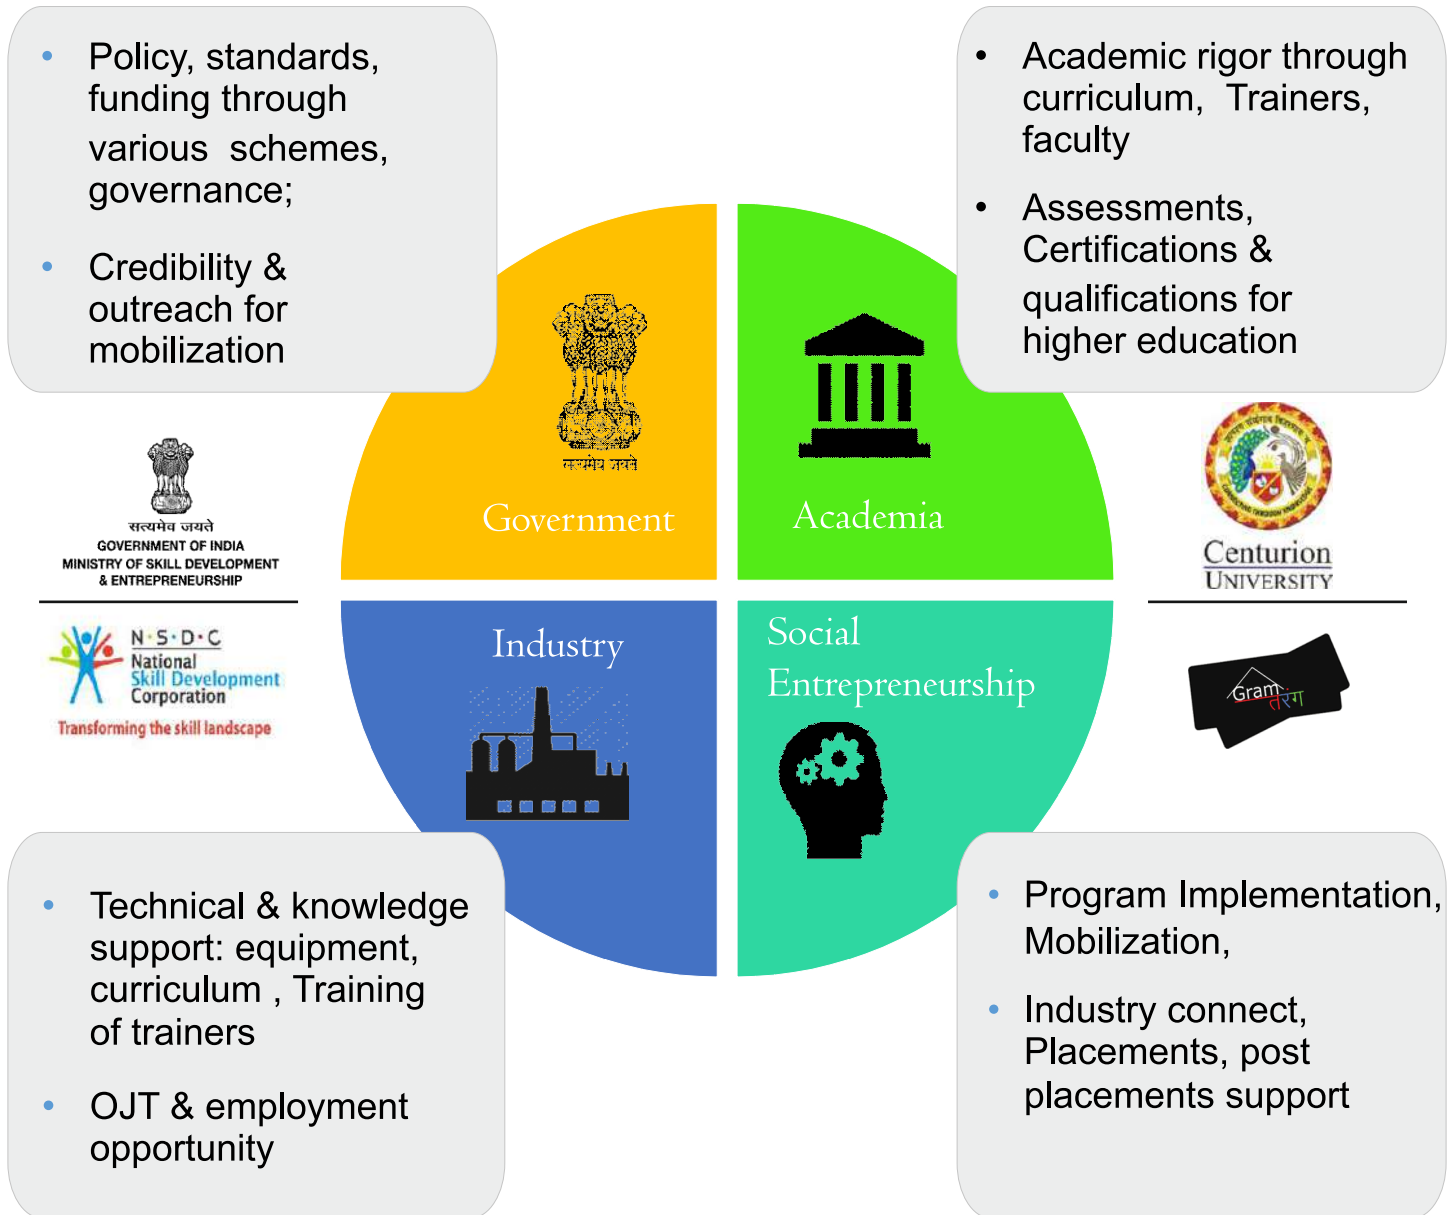 Policy, standards,
funding through
various schemes,
governance;
Credibility &
outreach for
mobilization
Academic rigor through
curriculum, Trainers,
faculty
Assessments,
Certifications &
qualifications for
higher education
सत्यमेव जयते
Government
Academia
सत्यमेव जयते
GOVERNMENT OF INDIA
MINISTRY OF SKILL DEVELOPMENT
& ENTREPRENEURSHIP
Centurion
UNIVERSITY
N·S·D·C
National
Skill Development
Corporation
Transforming the skill landscape
Industry
Social
Entrepreneurship
Gram
तरंग
Technical & knowledge
support: equipment,
curriculum , Training
of trainers
OJT & employment
opportunity
Program Implementation,
Mobilization,
Industry connect,
Placements, post
placements support